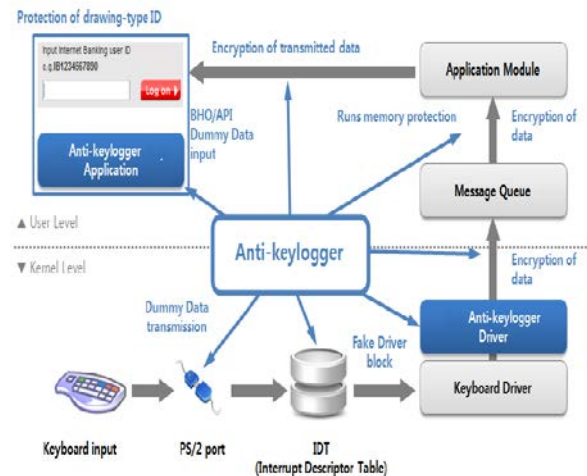 Protection of drawing-type ID
Input Internet Banking user ID
e.g.IB1234567890
Log on
Anti-keylogger
Application
Encryption of transmitted data
BHO/API
Dummy Data
input
Application Module
Runs memory protection
Encryption of
data
Message Queue
▲ User Level
▼ Kernel Level
Anti-keylogger
Encryption of
data
Dummy Data
transmission
Fake Driver
block
Anti-keylogger
Driver
Keyboard Driver
Keyboard input
PS/2 port
IDT
(Interrupt Descriptor Table)